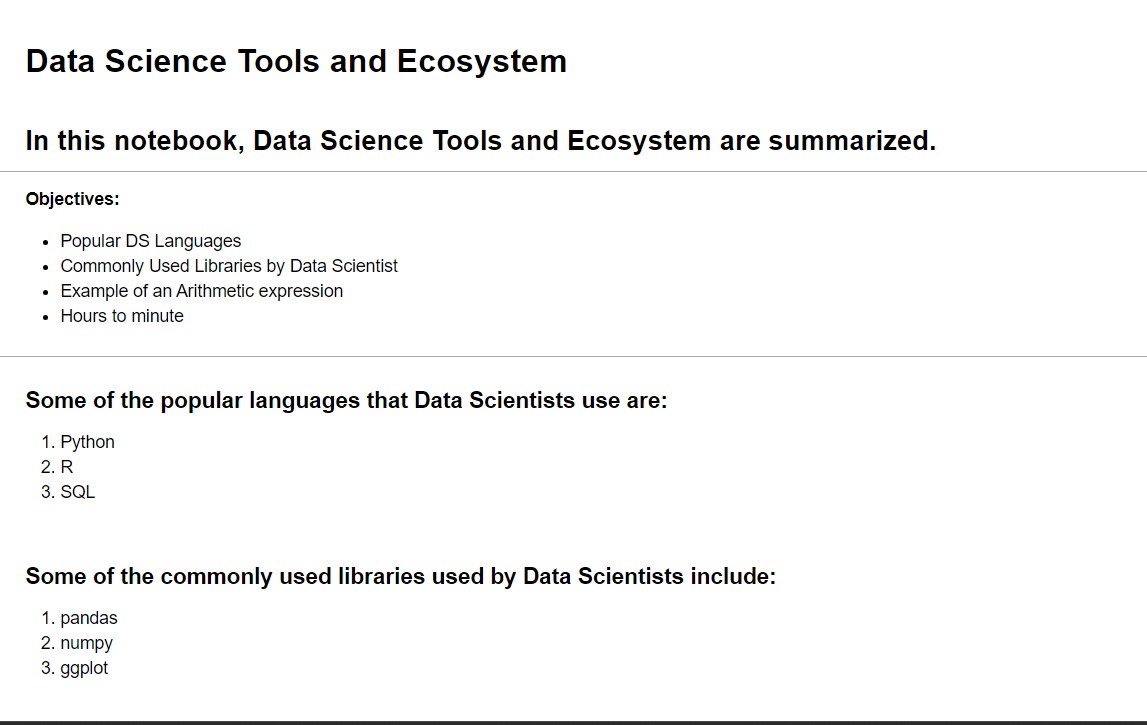 Data Science Tools and Ecosystem
In this notebook, Data Science Tools and Ecosystem are summarized.
Objectives:
• Popular DS Languages
• Commonly Used Libraries by Data Scientist
• Example of an Arithmetic expression
• Hours to minute
Some of the popular languages that Data Scientists use are:
1. Python
2. R
3. SQL
Some of the commonly used libraries used by Data Scientists include:
1. pandas
2. numpy
3. ggplot